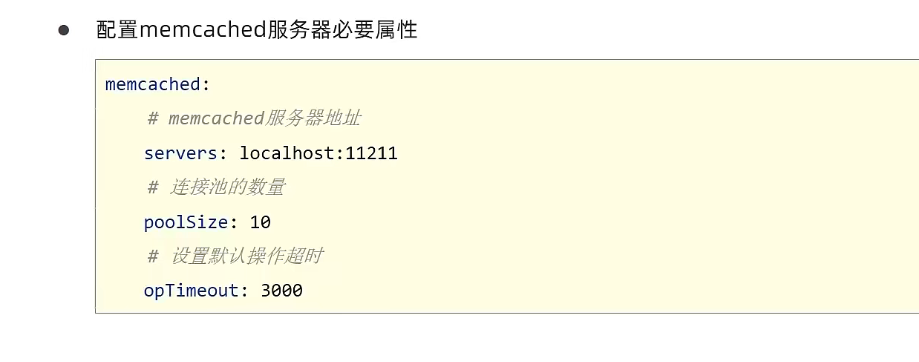 ● 配置memcached服务器必要属性
memcached:
# memcached服务器地址
servers: localhost:11211
# 连接池的数量
poolSize: 10
# 设置默认操作超时
opTimeout: 3000